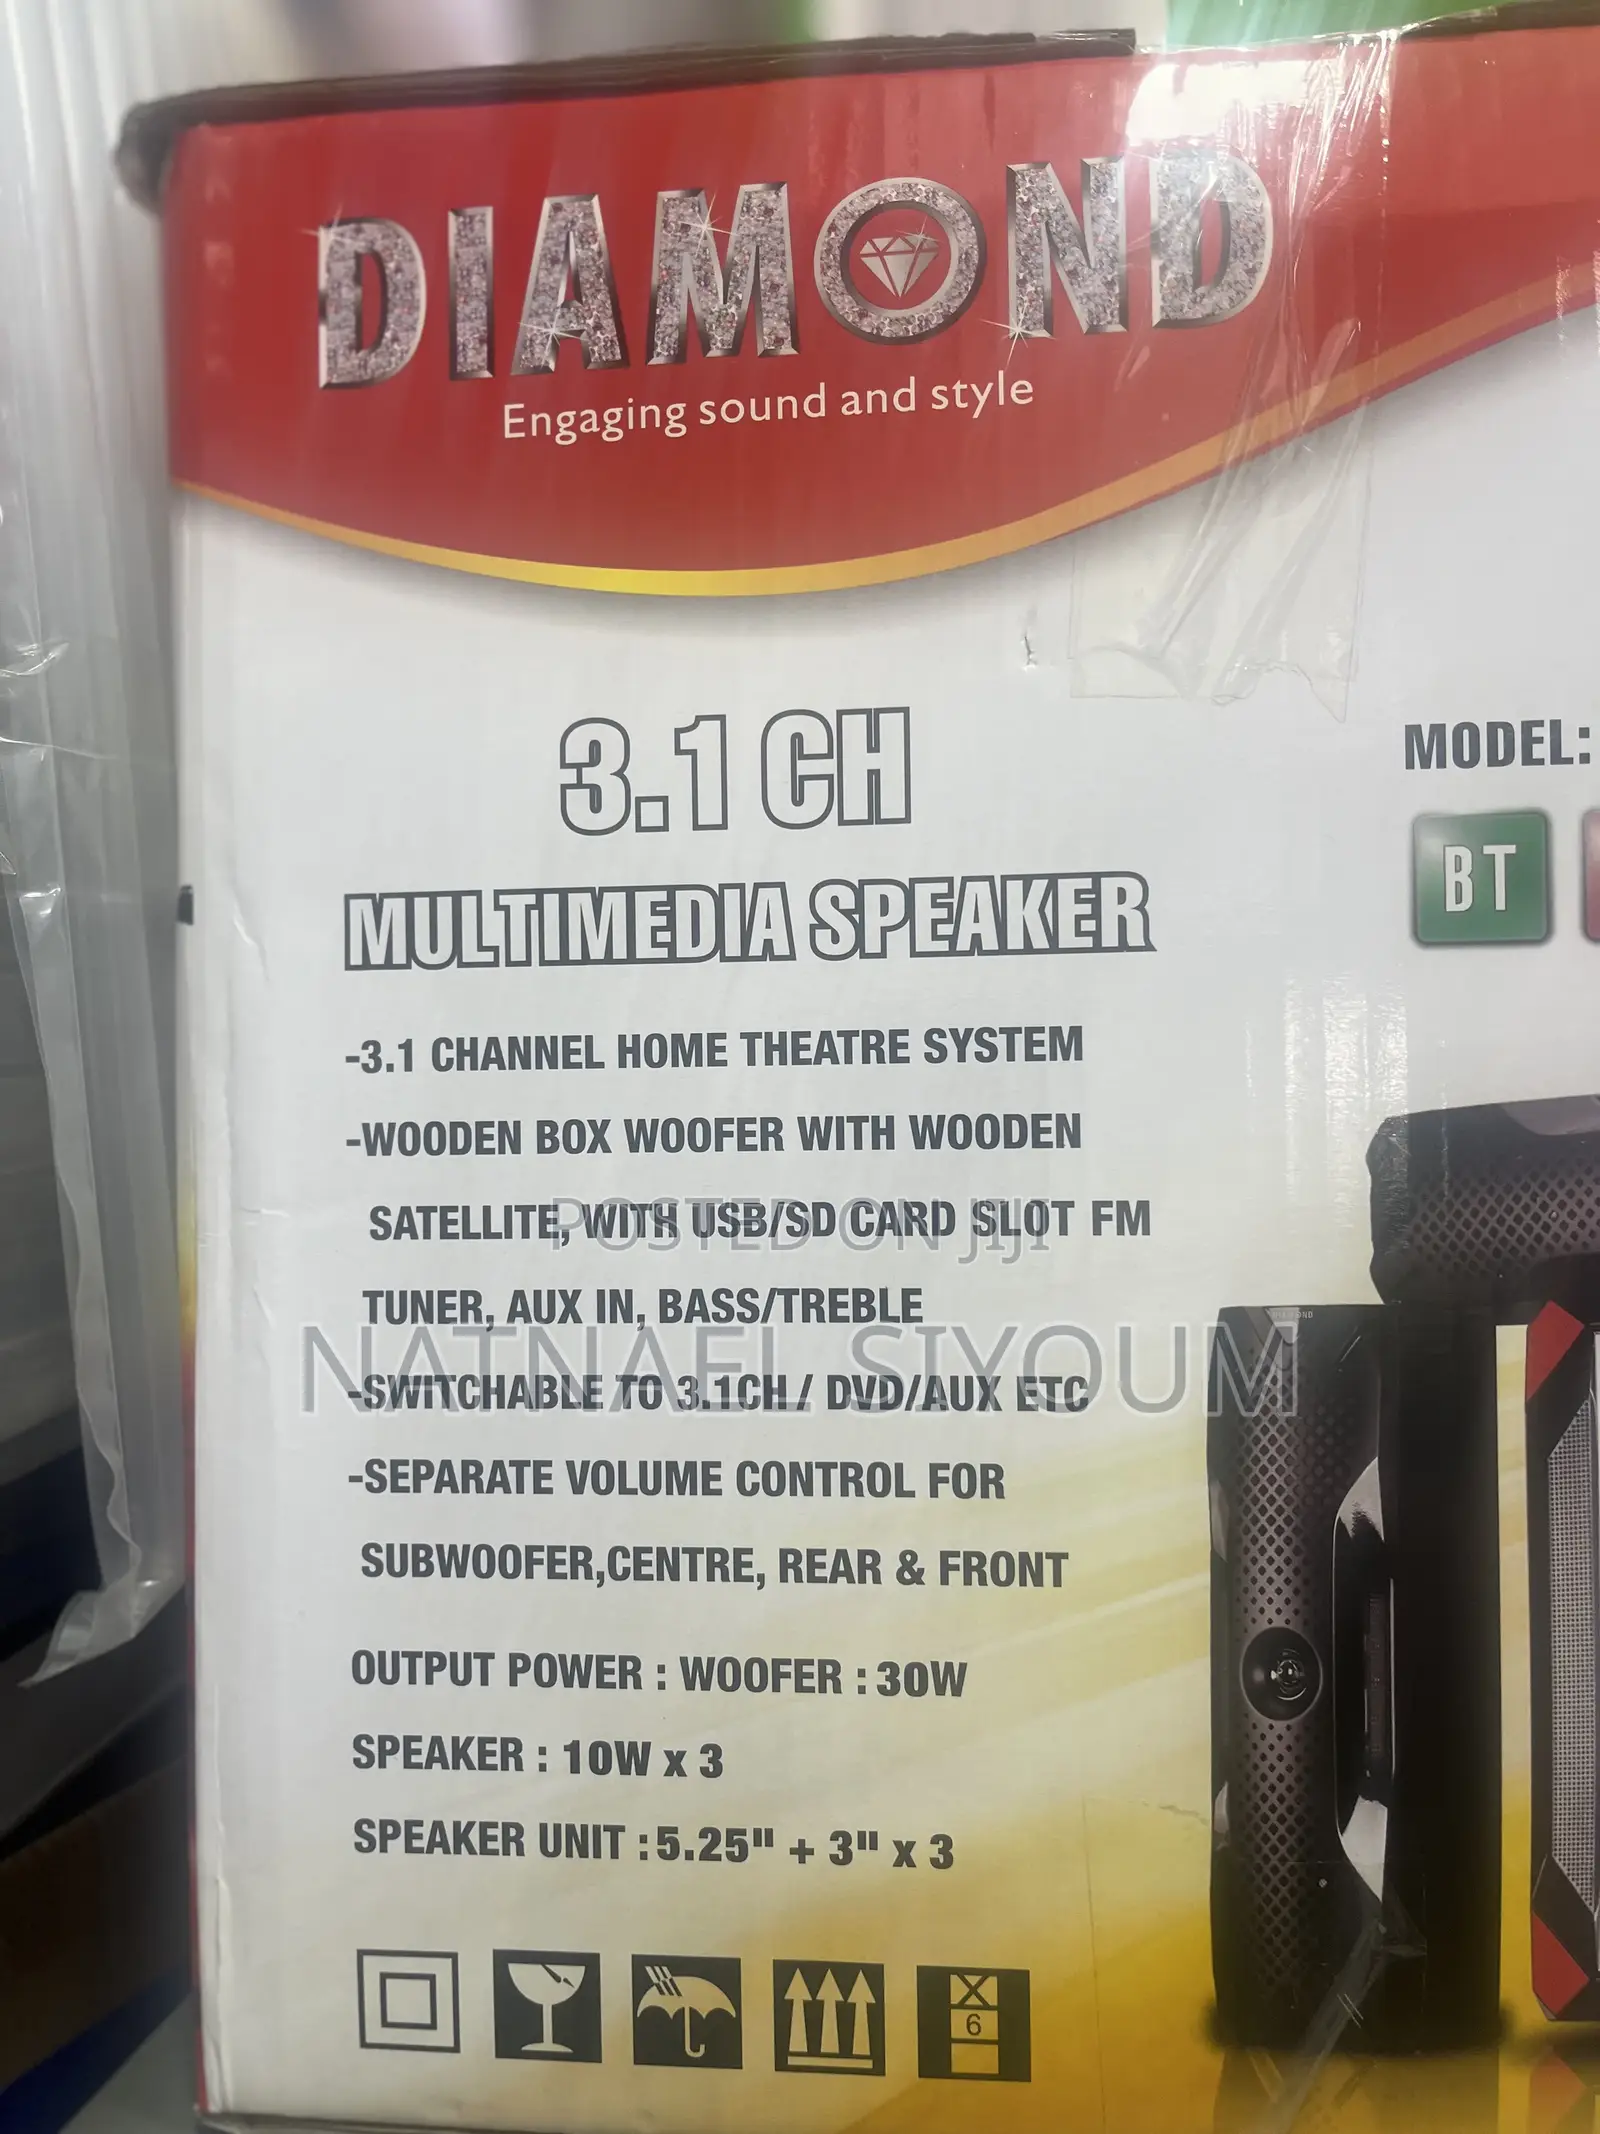 DIAMOND
Engaging sound and style
3.1 CH
MULTIMEDIA SPEAKER
MODEL:
BT
-3.1 CHANNEL HOME THEATRE SYSTEM
-WOODEN BOX WOOFER WITH WOODEN
SATELLITE, WITH USB/SD CARD SLOT FM
POSTED ON JIJI
TUNER, AUX IN, BASS/TREBLE
NATNAEL SIYOUM
-SWITCHABLE TO 3.1CH / DVD/AUX ETC
-SEPARATE VOLUME CONTROL FOR
SUBWOOFER,CENTRE, REAR & FRONT
OUTPUT POWER : WOOFER : 30W
SPEAKER : 10W x 3
SPEAKER UNIT : 5.25" + 3" x 3
6
DIAMOND